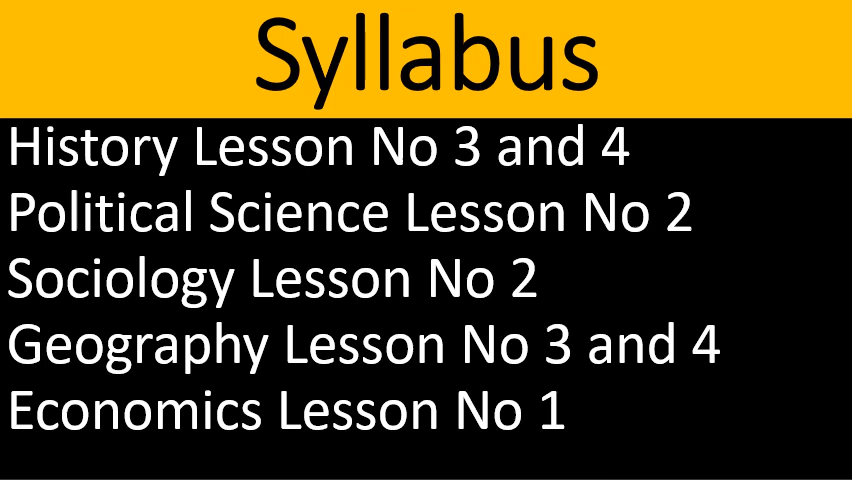 Syllabus
History Lesson No 3 and 4
Political Science Lesson No 2
Sociology Lesson No 2
Geography Lesson No 3 and 4
Economics Lesson No 1